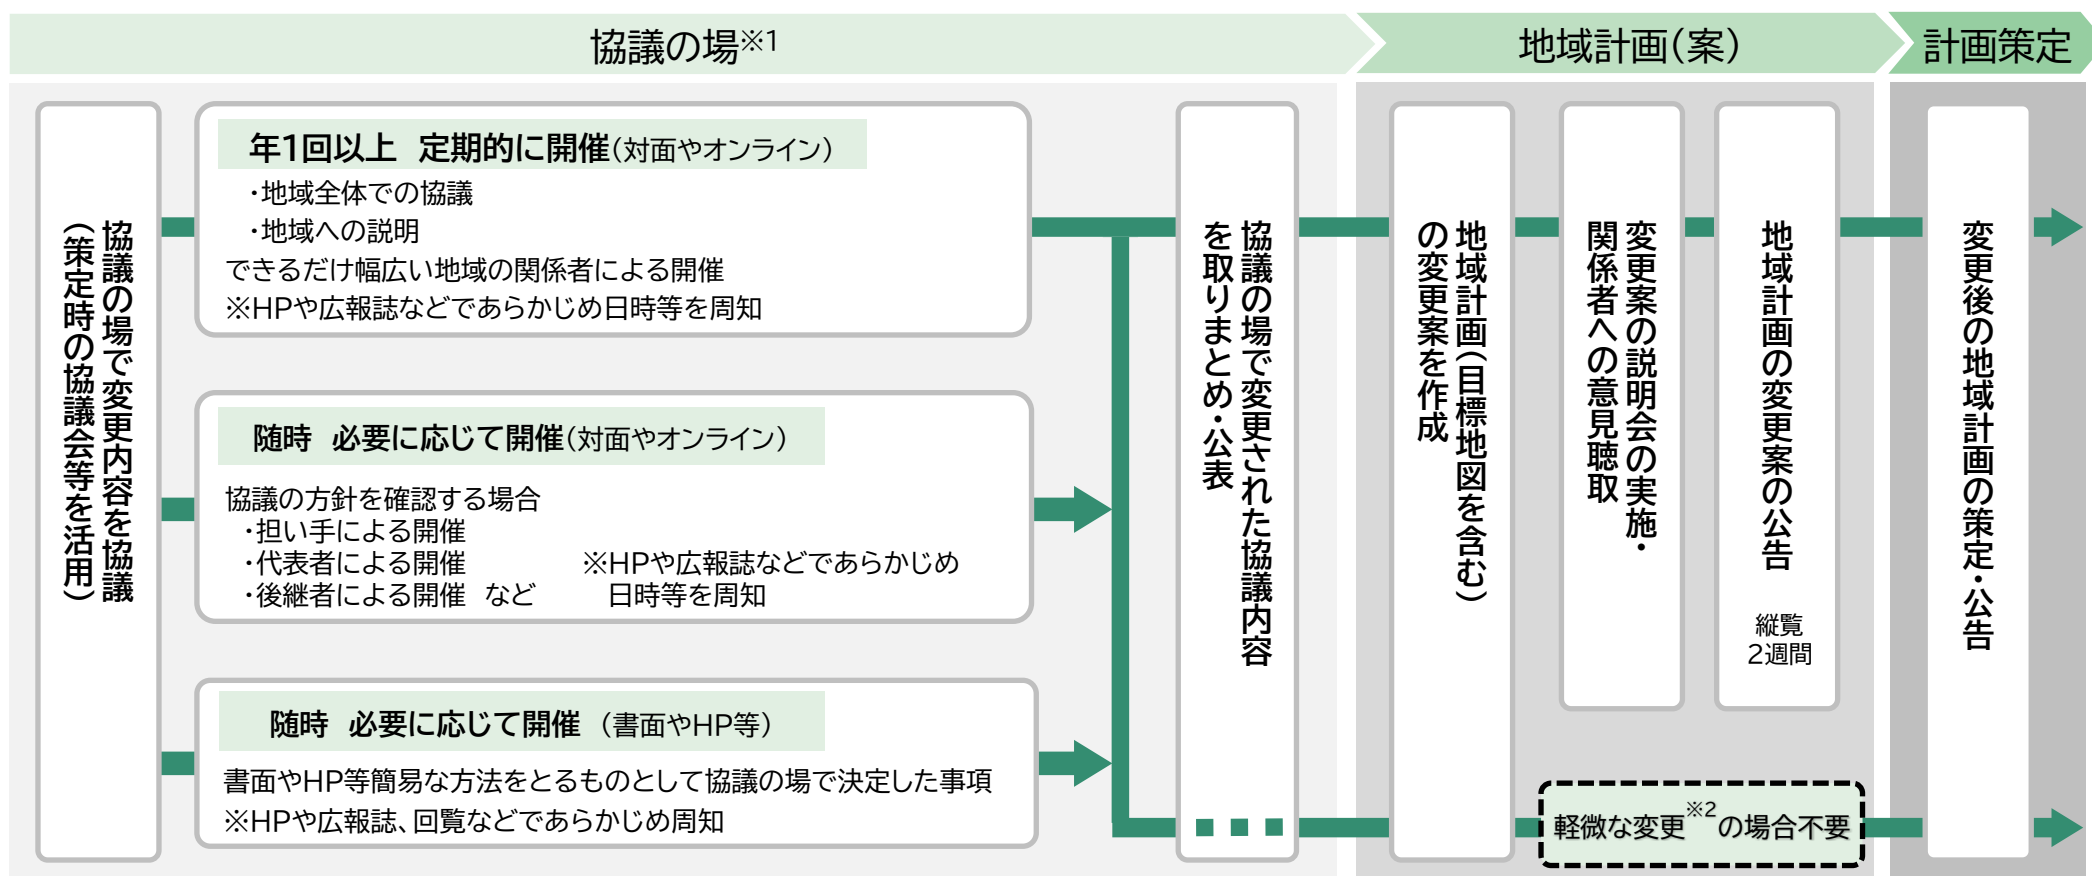 協議の場※1
地域計画（案）
計画策定
協議の場で変更内容を協議
（策定時の協議会等を活用）
年1回以上　定期的に開催（対面やオンライン）
・地域全体での協議
・地域への説明
できるだけ幅広い地域の関係者による開催
※HPや広報誌などであらかじめ日時等を周知
随時　必要に応じて開催（対面やオンライン）
協議の方針を確認する場合
・担い手による開催
・代表者による開催
・後継者による開催　など
※HPや広報誌などであらかじめ
日時等を周知
随時　必要に応じて開催　（書面やHP等）
書面やHP等簡易な方法をとるものとして協議の場で決定した事項
※HPや広報誌、回覧などであらかじめ周知
協議の場で変更された協議内容
を取りまとめ・公表
地域計画（目標地図を含む）
の変更案を作成
変更案の説明会の実施・
関係者への意見聴取
地域計画の変更案の公告
縦覧
2週間
軽微な変更※2の場合不要
変更後の地域計画の策定・公告